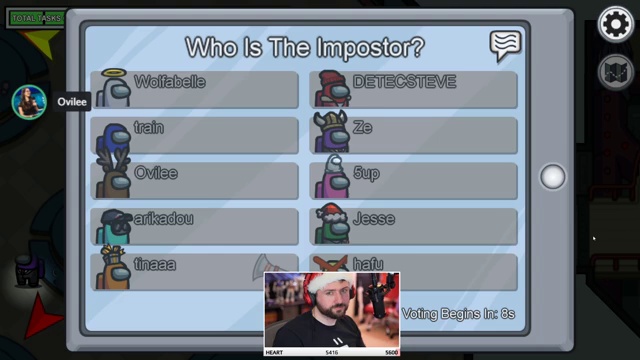 TOTAL TASKS
Who Is The Impostor?
Wolfabelle
DETECSTEVE
Ovilee
train
Ze
Ovilee
5up
arikadou
Jesse
tinaaa
hafu
Voting Begins In: 8s
HEART 5416 5600